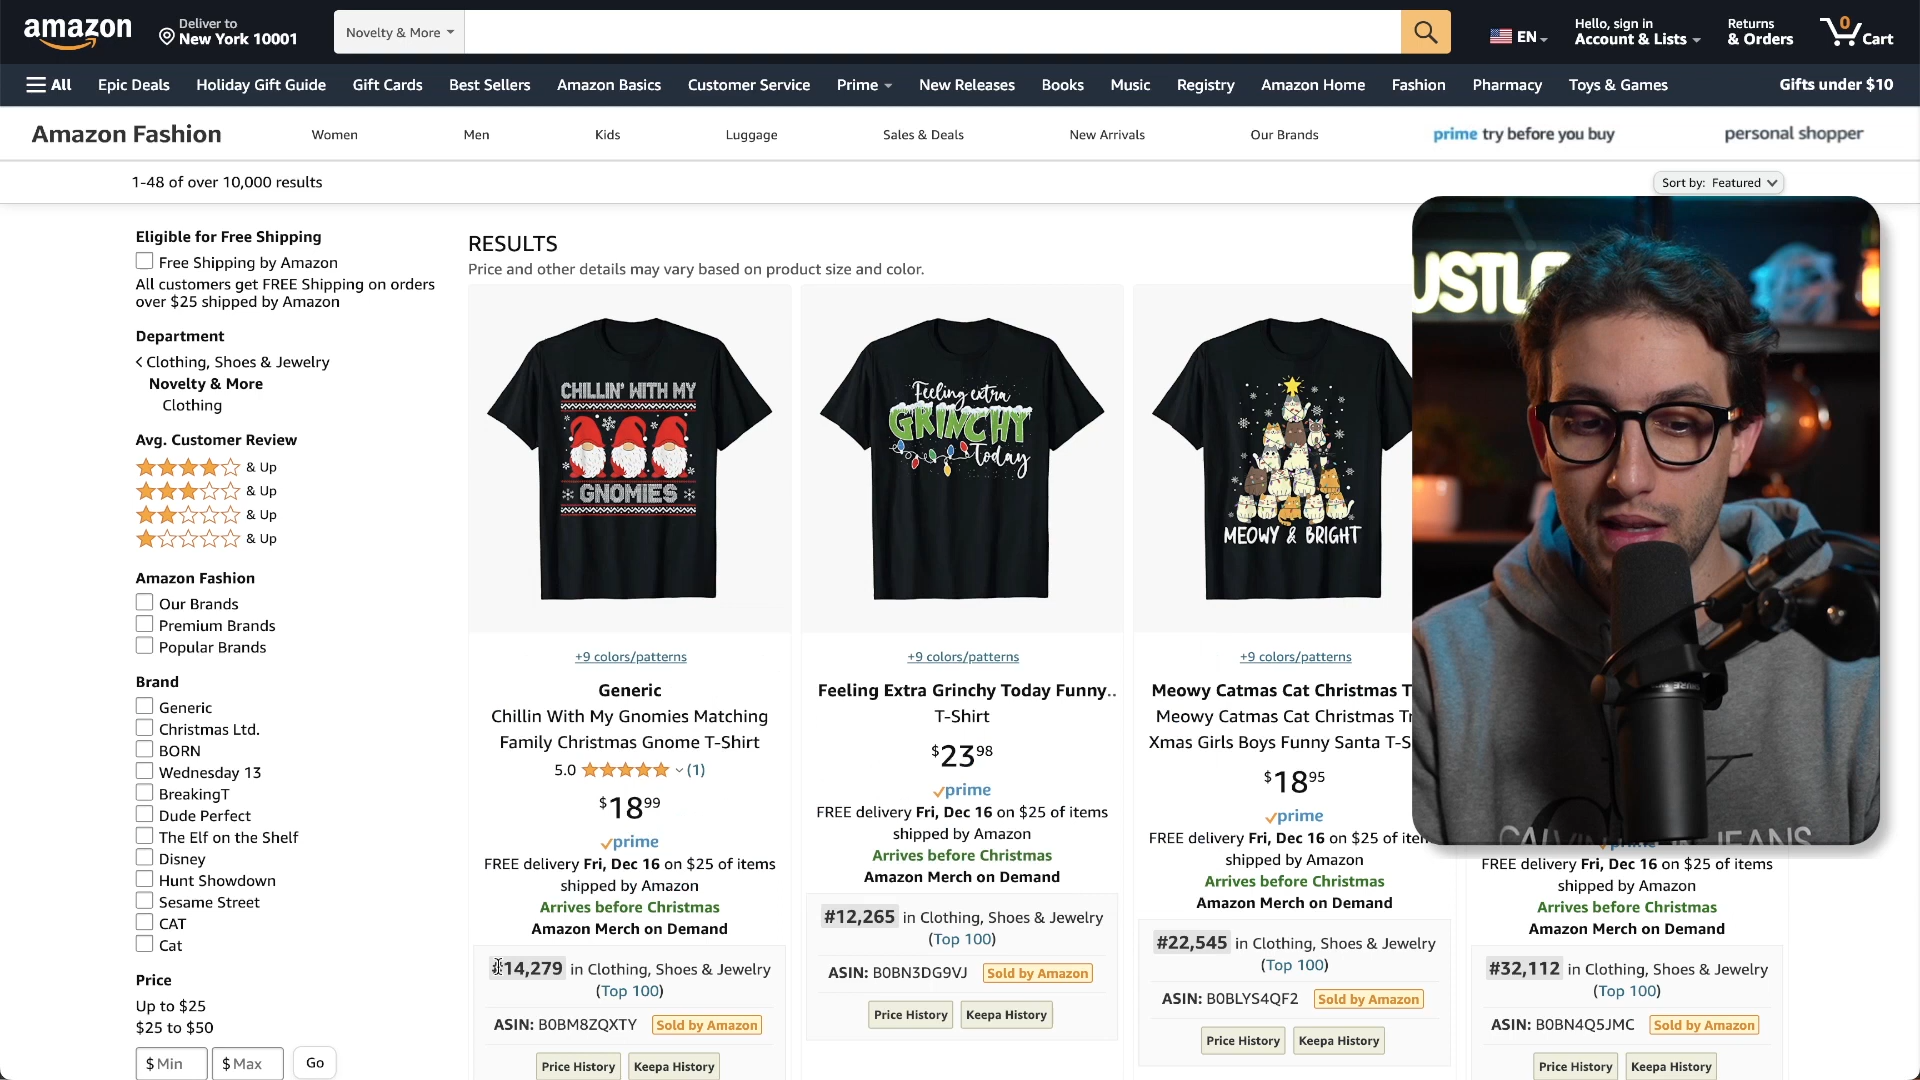 amazon
Deliver to
New York 10001
Novelty & More
EN
Hello, sign in
Account & Lists
Returns
& Orders
0
Cart
All
Epic Deals
Holiday Gift Guide
Gift Cards
Best Sellers
Amazon Basics
Customer Service
Prime
New Releases
Books
Music
Registry
Amazon Home
Fashion
Pharmacy
Toys & Games
Gifts under $10
Amazon Fashion
Women
Men
Kids
Luggage
Sales & Deals
New Arrivals
Our Brands
prime try before you buy
personal shopper
1-48 of over 10,000 results
Sort by: Featured
Eligible for Free Shipping
Free Shipping by Amazon
All customers get FREE Shipping on orders
over $25 shipped by Amazon
Department
Clothing, Shoes & Jewelry
Novelty & More
Clothing
Avg. Customer Review
& Up
& Up
& Up
& Up
Amazon Fashion
Our Brands
Premium Brands
Popular Brands
Brand
Generic
Christmas Ltd.
BORN
Wednesday 13
BreakingT
Dude Perfect
The Elf on the Shelf
Disney
Hunt Showdown
Sesame Street
CAT
Cat
Price
Up to $25
$25 to $50
$ Min
$ Max
Go
RESULTS
Price and other details may vary based on product size and color.
CHILLIN' WITH MY
GNOMIES
+9 colors/patterns
Generic
Chillin With My Gnomies Matching
Family Christmas Gnome T-Shirt
5.0
(1)
$18 99
prime
FREE delivery Fri, Dec 16 on $25 of items
shipped by Amazon
Arrives before Christmas
Amazon Merch on Demand
14,279 in Clothing, Shoes & Jewelry
(Top 100)
ASIN: B0BM8ZQXTY
Sold by Amazon
Price History
Keepa History
Feeling extra
GRINCHY
Today
+9 colors/patterns
Feeling Extra Grinchy Today Funny..
T-Shirt
$23 98
prime
FREE delivery Fri, Dec 16 on $25 of items
shipped by Amazon
Arrives before Christmas
Amazon Merch on Demand
#12,265 in Clothing, Shoes & Jewelry
(Top 100)
ASIN: B0BN3DG9VJ
Sold by Amazon
Price History
Keepa History
MEOWY & BRIGHT
+9 colors/patterns
Meowy Catmas Cat Christmas T
Meowy Catmas Cat Christmas Tr
Xmas Girls Boys Funny Santa T-S
$18 95
prime
FREE delivery Fri, Dec 16 on $25 of iten
shipped by Amazon
Arrives before Christmas
Amazon Merch on Demand
#22,545 in Clothing, Shoes & Jewelry
(Top 100)
ASIN: B0BLYS4QF2
Sold by Amazon
Price History
Keepa History
USTLE
JEANS
FREE delivery Fri, Dec 16 on $25 of items
shipped by Amazon
Arrives before Christmas
Amazon Merch on Demand
#32,112 in Clothing, Shoes & Jewelry
(Top 100)
ASIN: B0BN4Q5JMC
Sold by Amazon
Price History
Keepa History